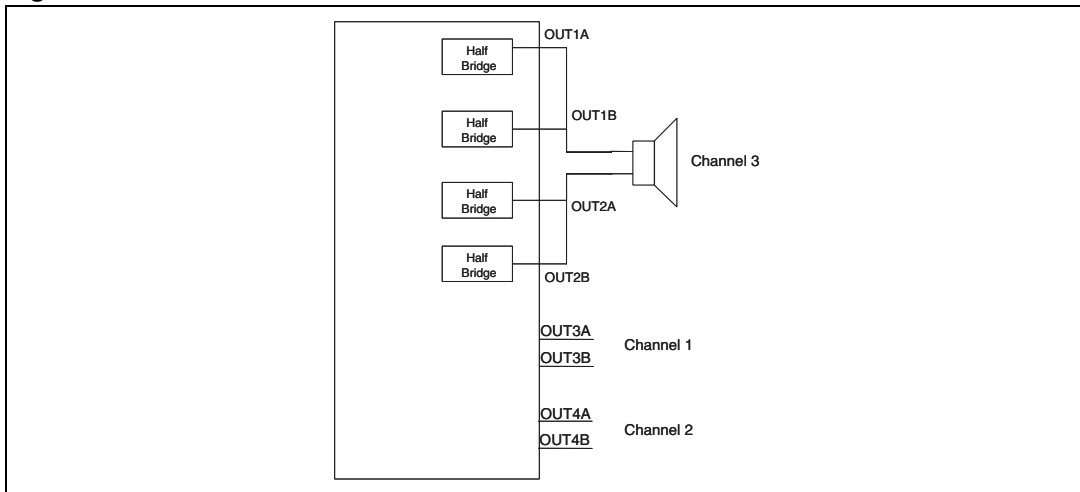 OUT1A
Half
Bridge
OUT1B
Half
Bridge
Channel 3
Half
Bridge
OUT2A
Half
Bridge
OUT2B
OUT3A
Channel 1
OUT3B
OUT4A
Channel 2
OUT4B